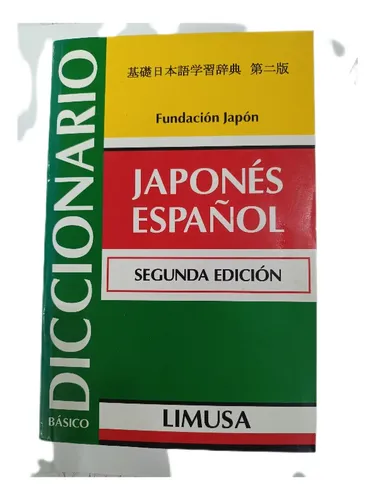 基礎日本語学習辞典 第二版
Fundación Japón
DICCIONARIO
BÁSICO
JAPONÉS
ESPAÑOL
SEGUNDA EDICIÓN
LIMUSA